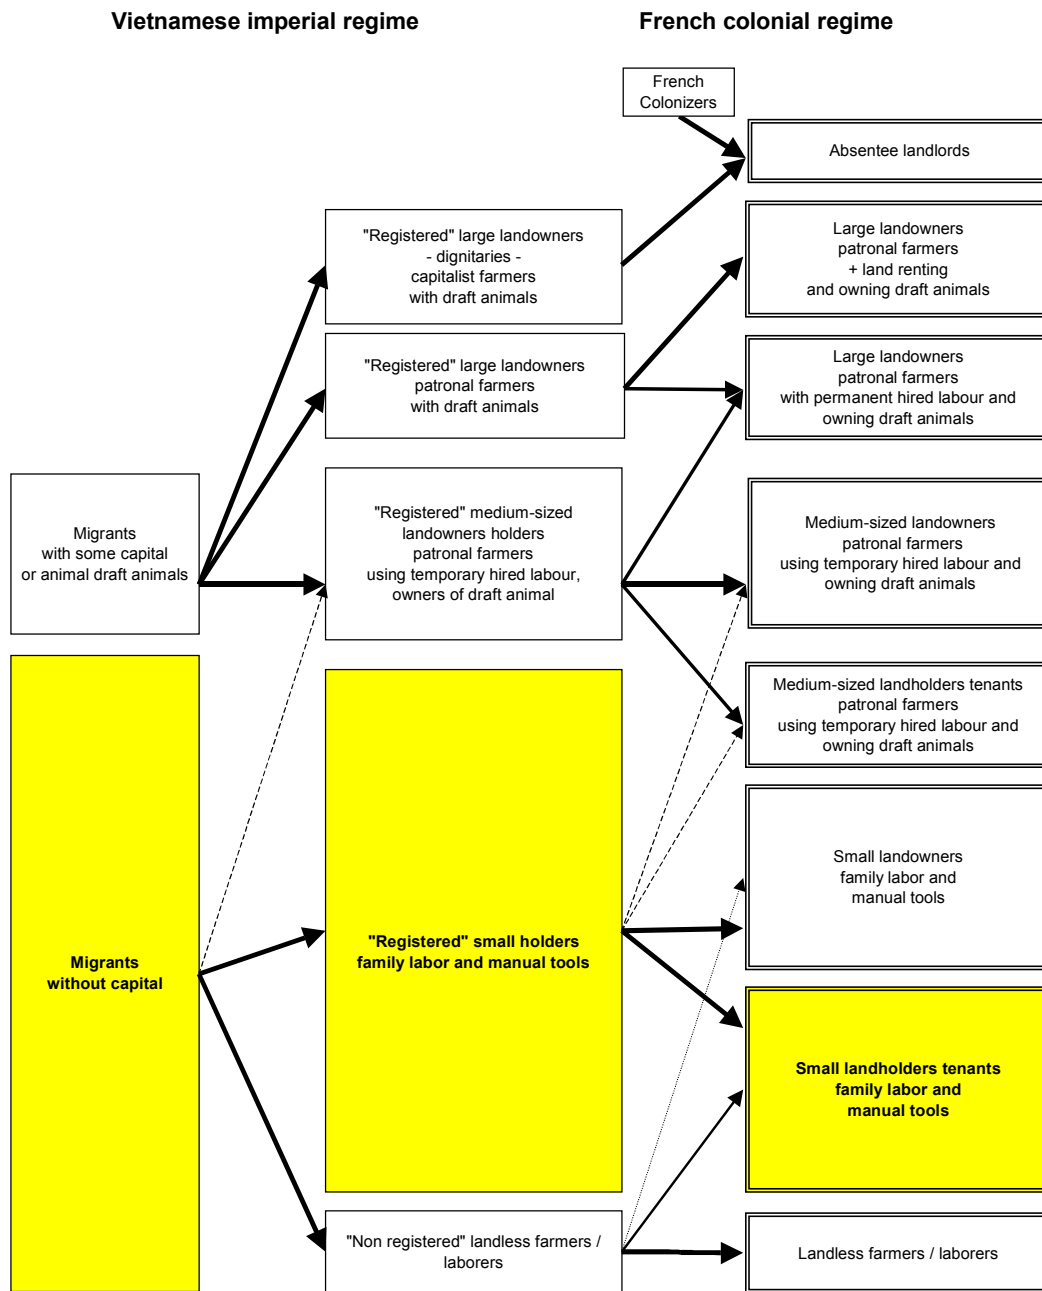 Vietnamese imperial regime
French colonial regime
French
Colonizers
Absentee landlords
"Registered" large landowners
- dignitaries -
capitalist farmers
with draft animals
Large landowners
patronal farmers
+ land renting
and owning draft animals
"Registered" large landowners
patronal farmers
with draft animals
Large landowners
patronal farmers
with permanent hired labour and
owning draft animals
Migrants
with some capital
or animal draft animals
"Registered" medium-sized
landowners holders
patronal farmers
using temporary hired labour,
owners of draft animal
Medium-sized landowners
patronal farmers
using temporary hired labour and
owning draft animals
Medium-sized landholders tenants
patronal farmers
using temporary hired labour and
owning draft animals
Small landowners
family labor and
manual tools
Migrants
without capital
"Registered" small holders
family labor and manual tools
Small landholders tenants
family labor and
manual tools
"Non registered" landless farmers /
laborers
Landless farmers / laborers